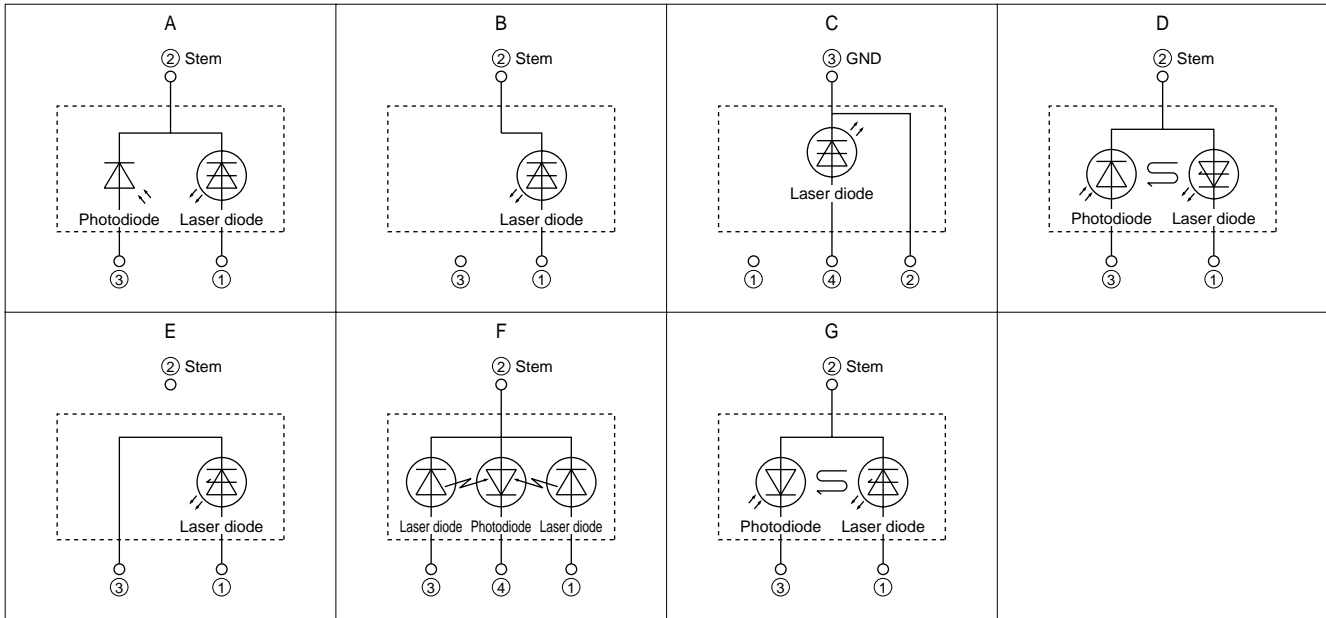 A B C D
② Stem ② Stem ③ GND ② Stem
Laser diode
Photodiode Laser diode Laser diode Photodiode Laser diode
③ ① ③ ① ① ④ ② ③ ①
E F G
② Stem ② Stem ② Stem
Laser diode Laser diode Photodiode Laser diode Photodiode Laser diode
③ ① ③ ④ ① ③ ①